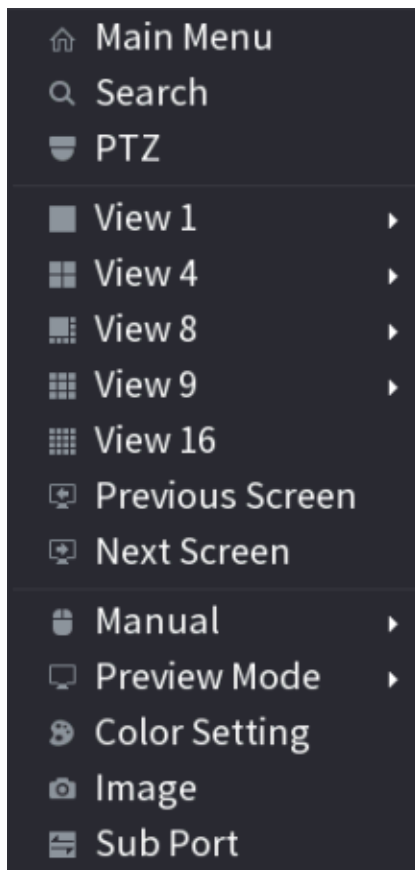 Main Menu
Search
PTZ
View 1
View 4
View 8
View 9
View 16
Previous Screen
Next Screen
Manual
Preview Mode
Color Setting
Image
Sub Port